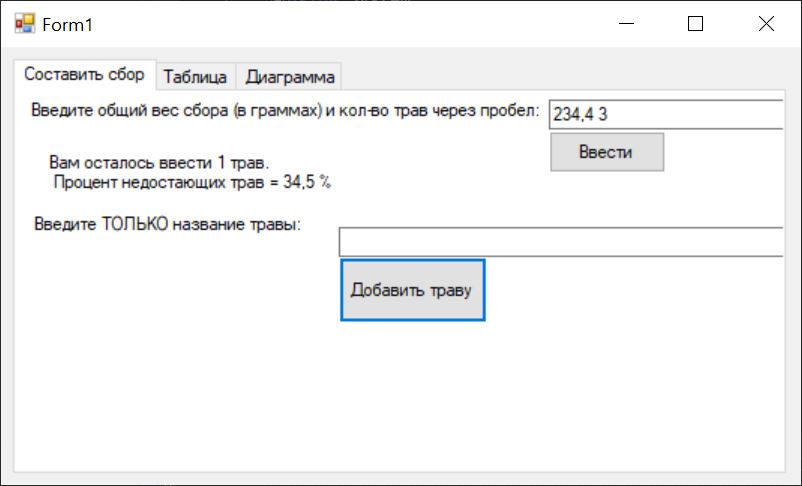 Form1
Составить сбор Таблица Диаграмма
Введите общий вес сбора (в граммах) и кол-во трав через пробел: 234,4 3
Ввести
Вам осталось ввести 1 трав.
Процент недостающих трав = 34,5 %
Введите ТОЛЬКО название травы:
Добавить траву